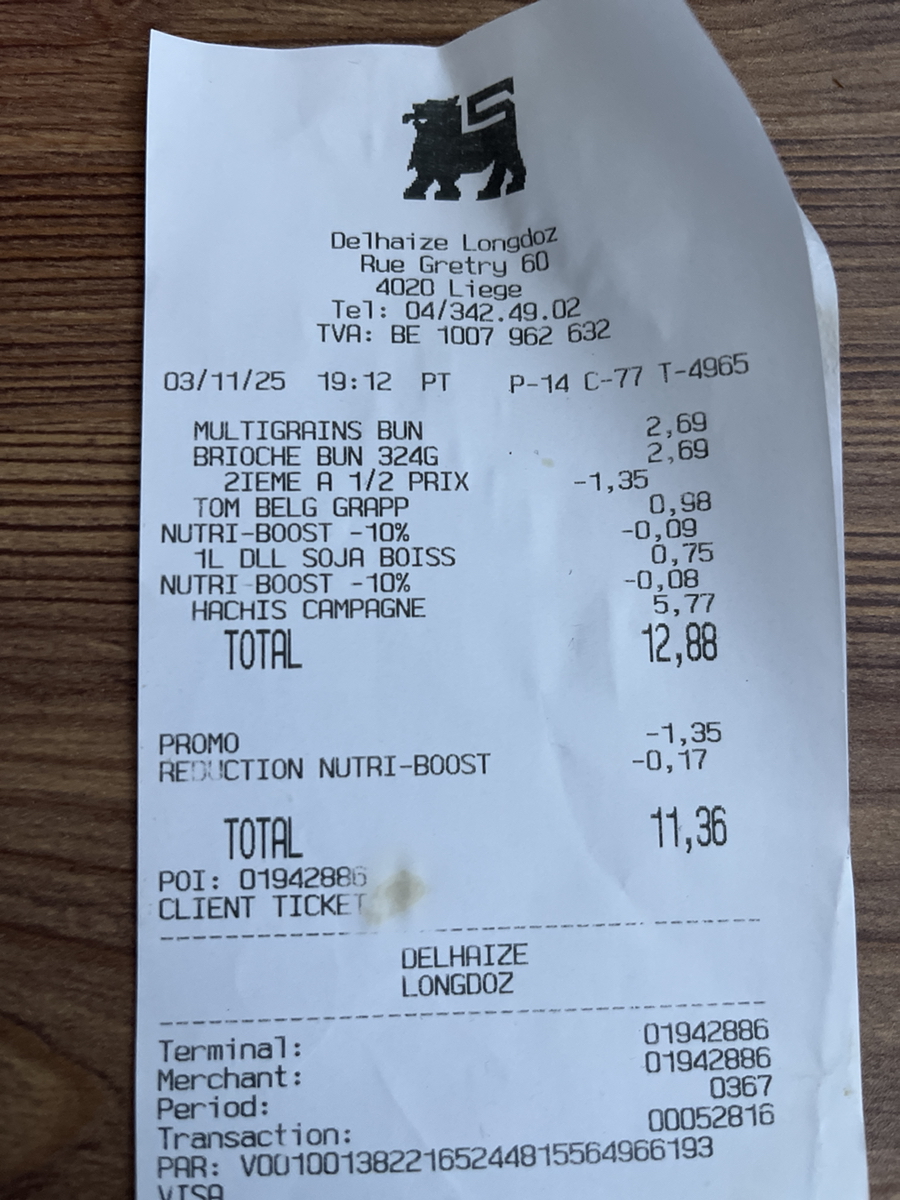 Delhaize Longdoz
Rue Gretry 60
4020 Liege
Tel: 04/342.49.02
TVA: BE 1007 962 632
03/11/25 19:12 PT P-14 C-77 T-4965
MULTIGRAINS BUN 2,69
BRIOCHE BUN 324G 2,69
2IEME A 1/2 PRIX -1,35
TOM BELG GRAPP 0,98
NUTRI-BOOST -10% -0,09
1L DLL SOJA BOISS 0,75
NUTRI-BOOST -10% -0,08
HACHIS CAMPAGNE 5,77
TOTAL 12,88
PROMO -1,35
REDUCTION NUTRI-BOOST -0,17
TOTAL 11,36
POI: 01942886
CLIENT TICKET
DELHAIZE
LONGDOZ
Terminal: 01942886
Merchant: 01942886
Period: 0367
Transaction: 00052816
PAR: V0010013822165244815564966193
VISA